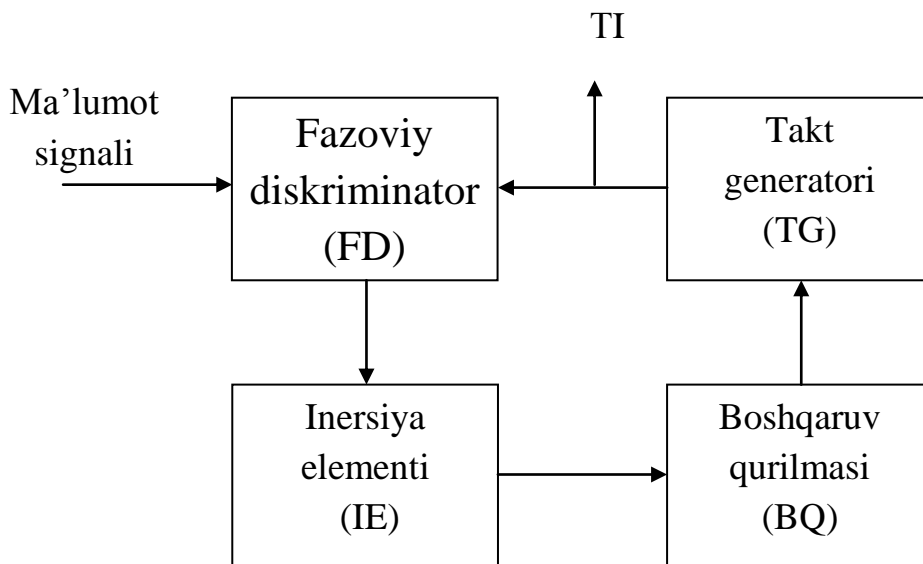 TI
Ma’lumot
signali
Fazoviy
diskriminator
(FD)
Takt
generatori
(TG)
Inersiya
elementi
(IE)
Boshqaruv
qurilmasi
(BQ)